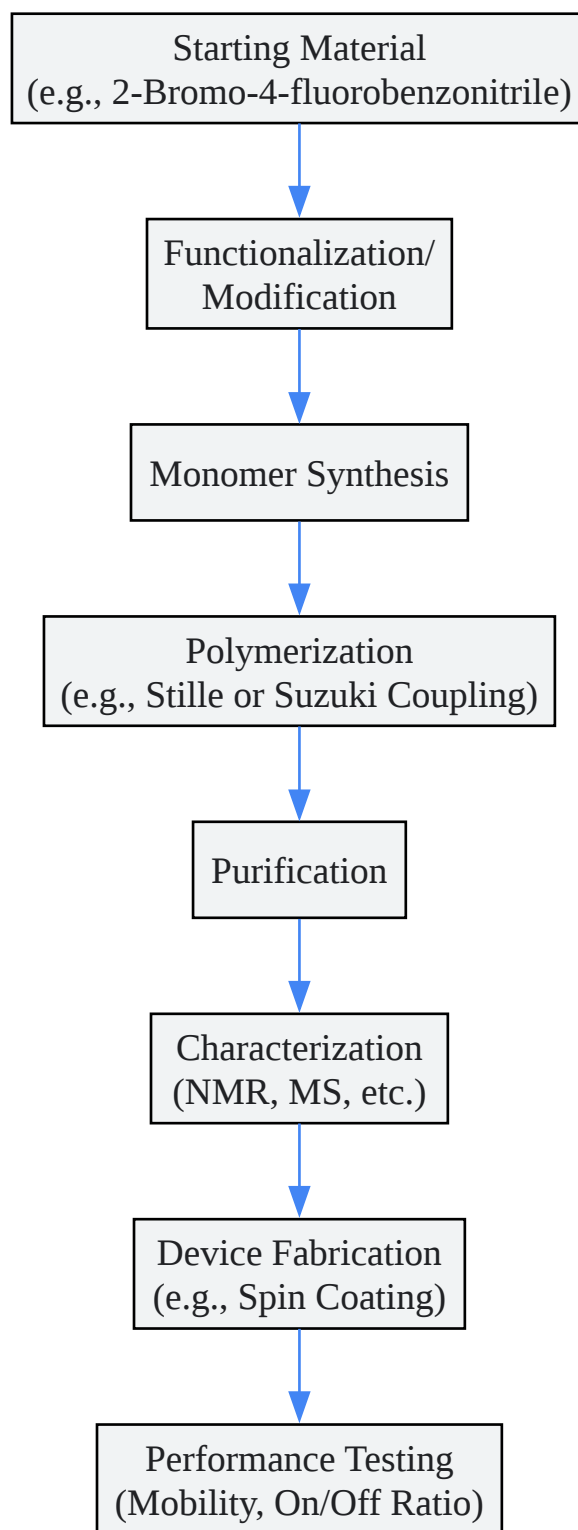 Starting Material
(e.g., 2-Bromo-4-fluorobenzonitrile)
Functionalization/
Modification
Monomer Synthesis
Polymerization
(e.g., Stille or Suzuki Coupling)
Purification
Characterization
(NMR, MS, etc.)
Device Fabrication
(e.g., Spin Coating)
Performance Testing
(Mobility, On/Off Ratio)